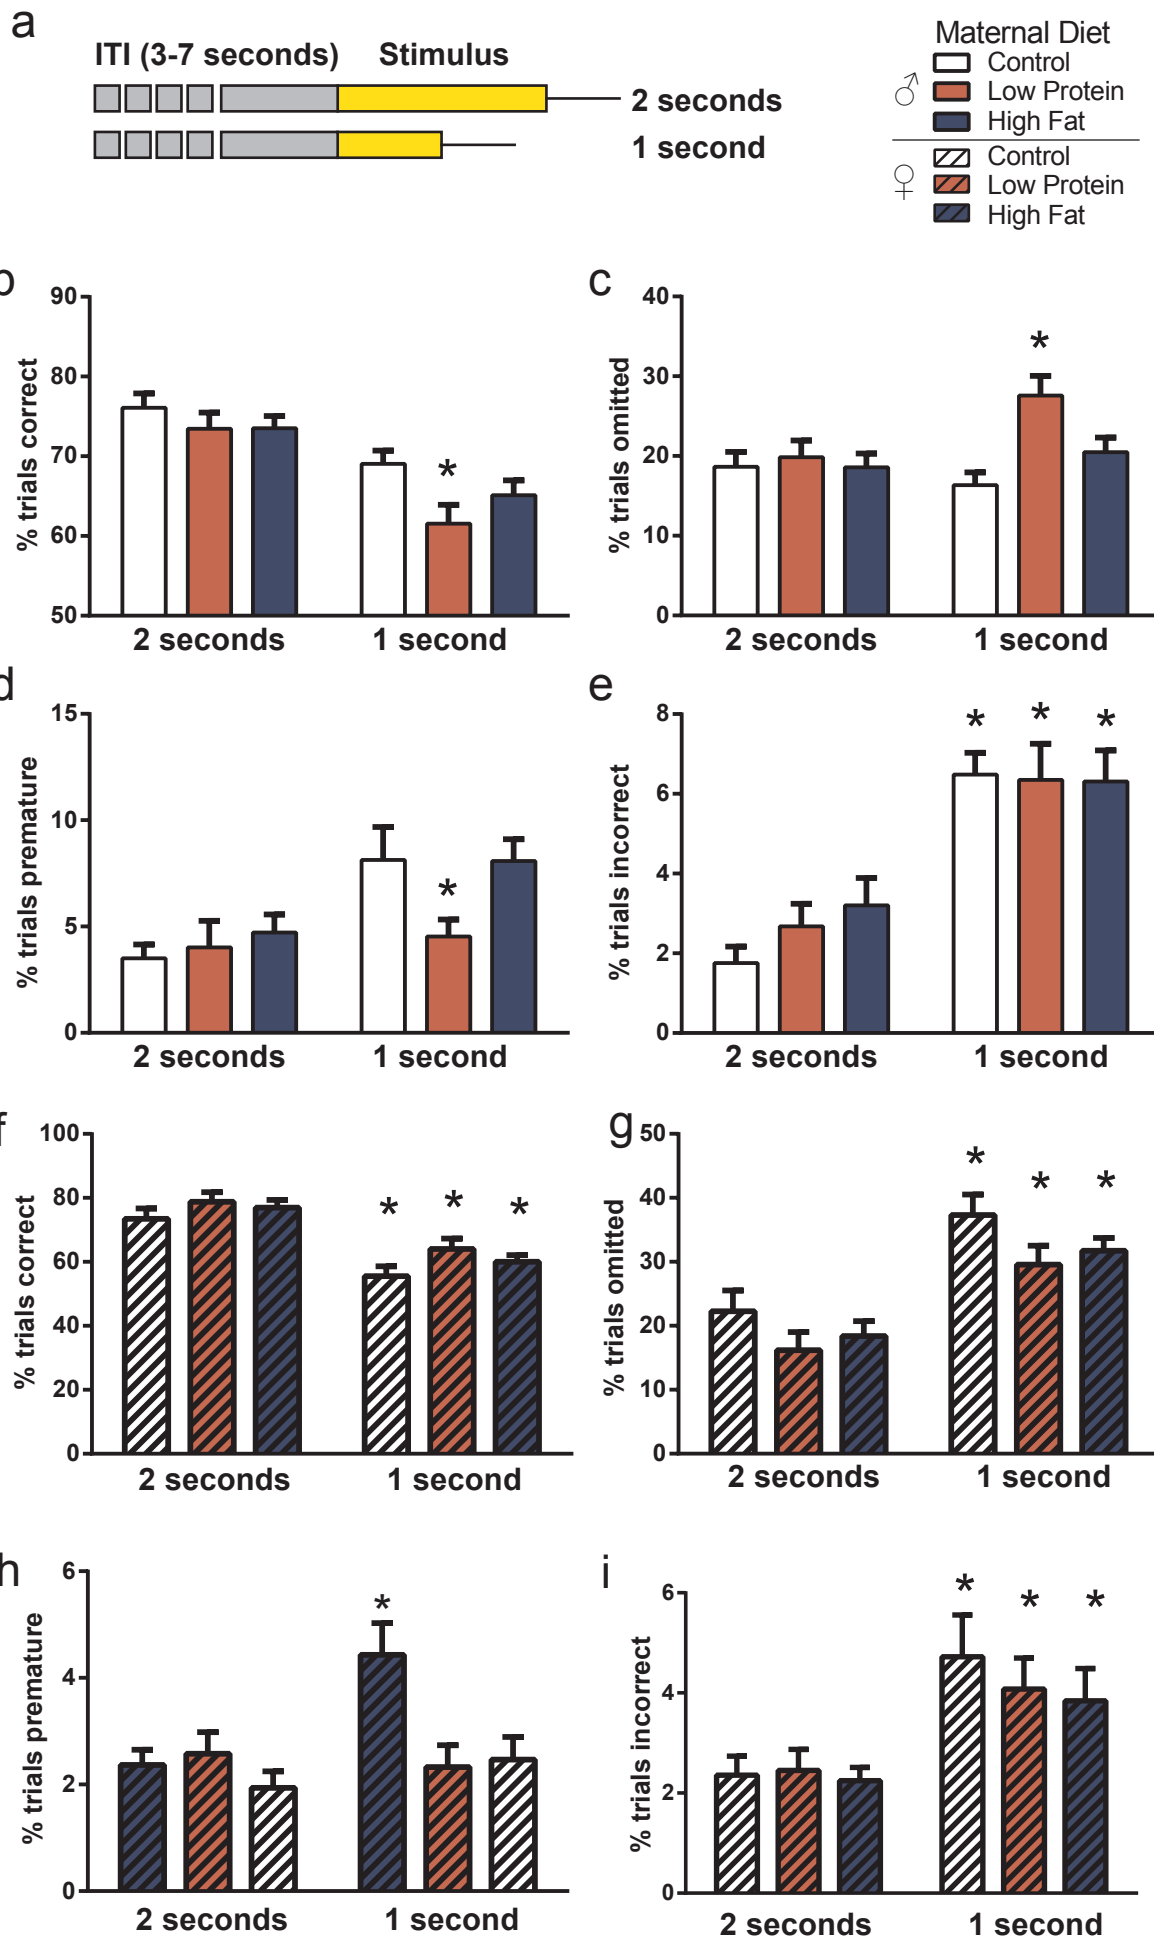 a
ITI (3-7 seconds) Stimulus
2 seconds
1 second
Maternal Diet
♂
Control
Low Protein
High Fat
♀
Control
Low Protein
High Fat
b
% trials correct
90
80
70
60
50
*
2 seconds 1 second
c
% trials omitted
40
30
20
10
0
*
2 seconds 1 second
d
% trials premature
15
10
5
0
*
2 seconds 1 second
e
% trials incorrect
8
6
4
2
0
* * *
2 seconds 1 second
f
% trials correct
100
80
60
40
20
0
* * *
2 seconds 1 second
g
% trials omitted
50
40
30
20
10
0
* * *
2 seconds 1 second
h
% trials premature
6
4
2
0
*
2 seconds 1 second
i
% trials incorrect
6
4
2
0
* * *
2 seconds 1 second